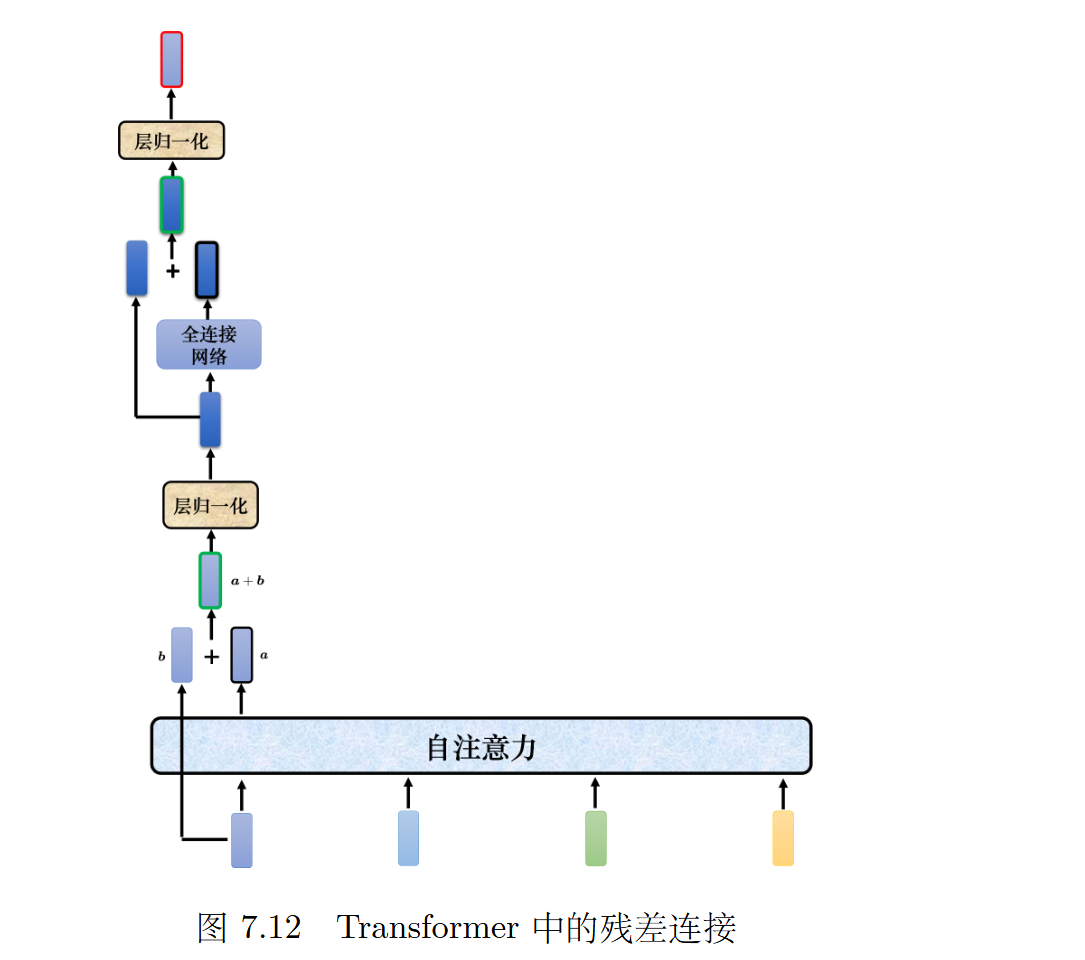 层归一化
+
全连接
网络
层归一化
a + b
b + a
自注意力
图 7.12 Transformer 中的残差连接